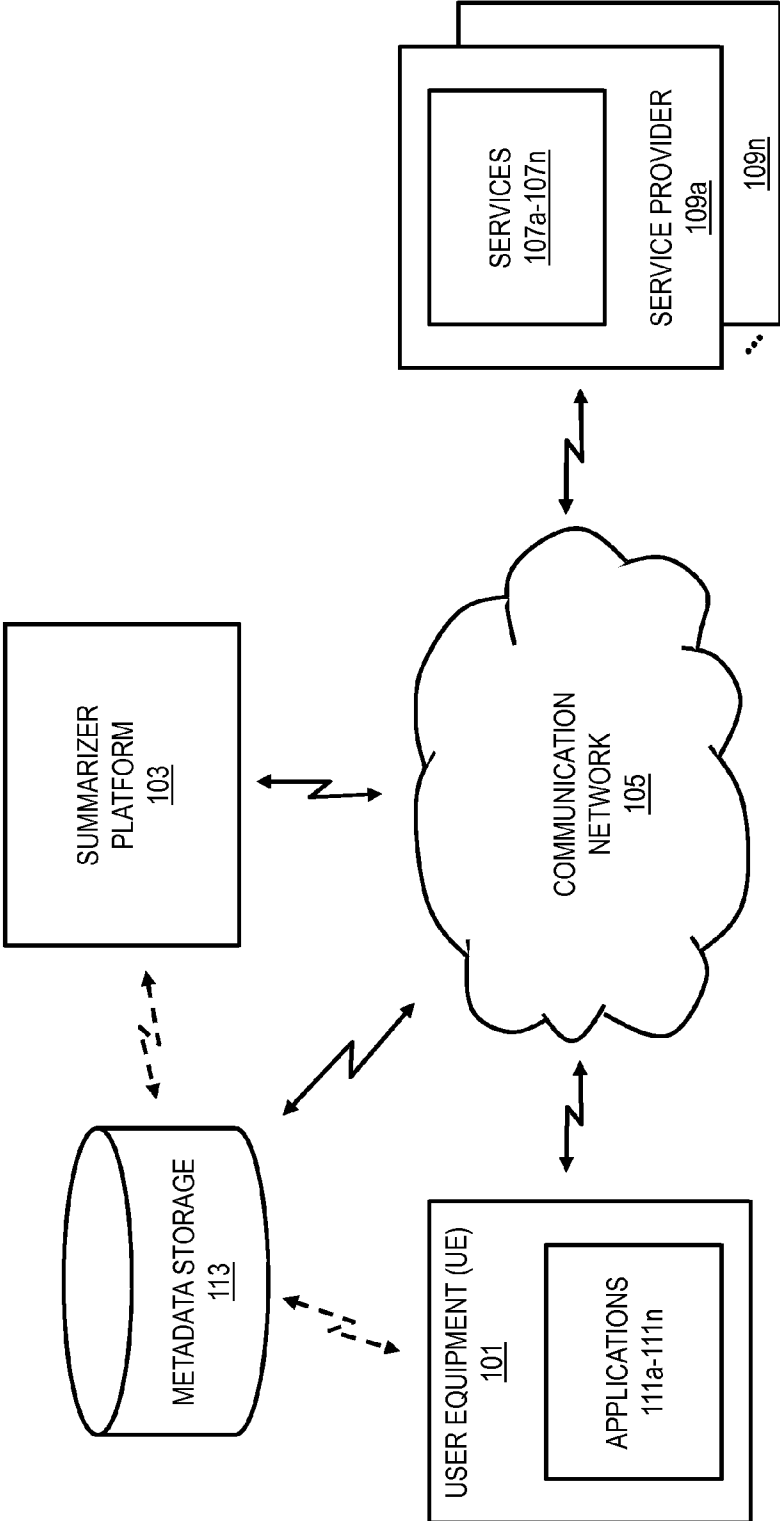 METADATA STORAGE
113
SUMMARIZER
PLATFORM
103
USER EQUIPMENT (UE)
101
APPLICATIONS
111a-111n
COMMUNICATION
NETWORK
105
SERVICES
107a-107n
SERVICE PROVIDER
109a
109n